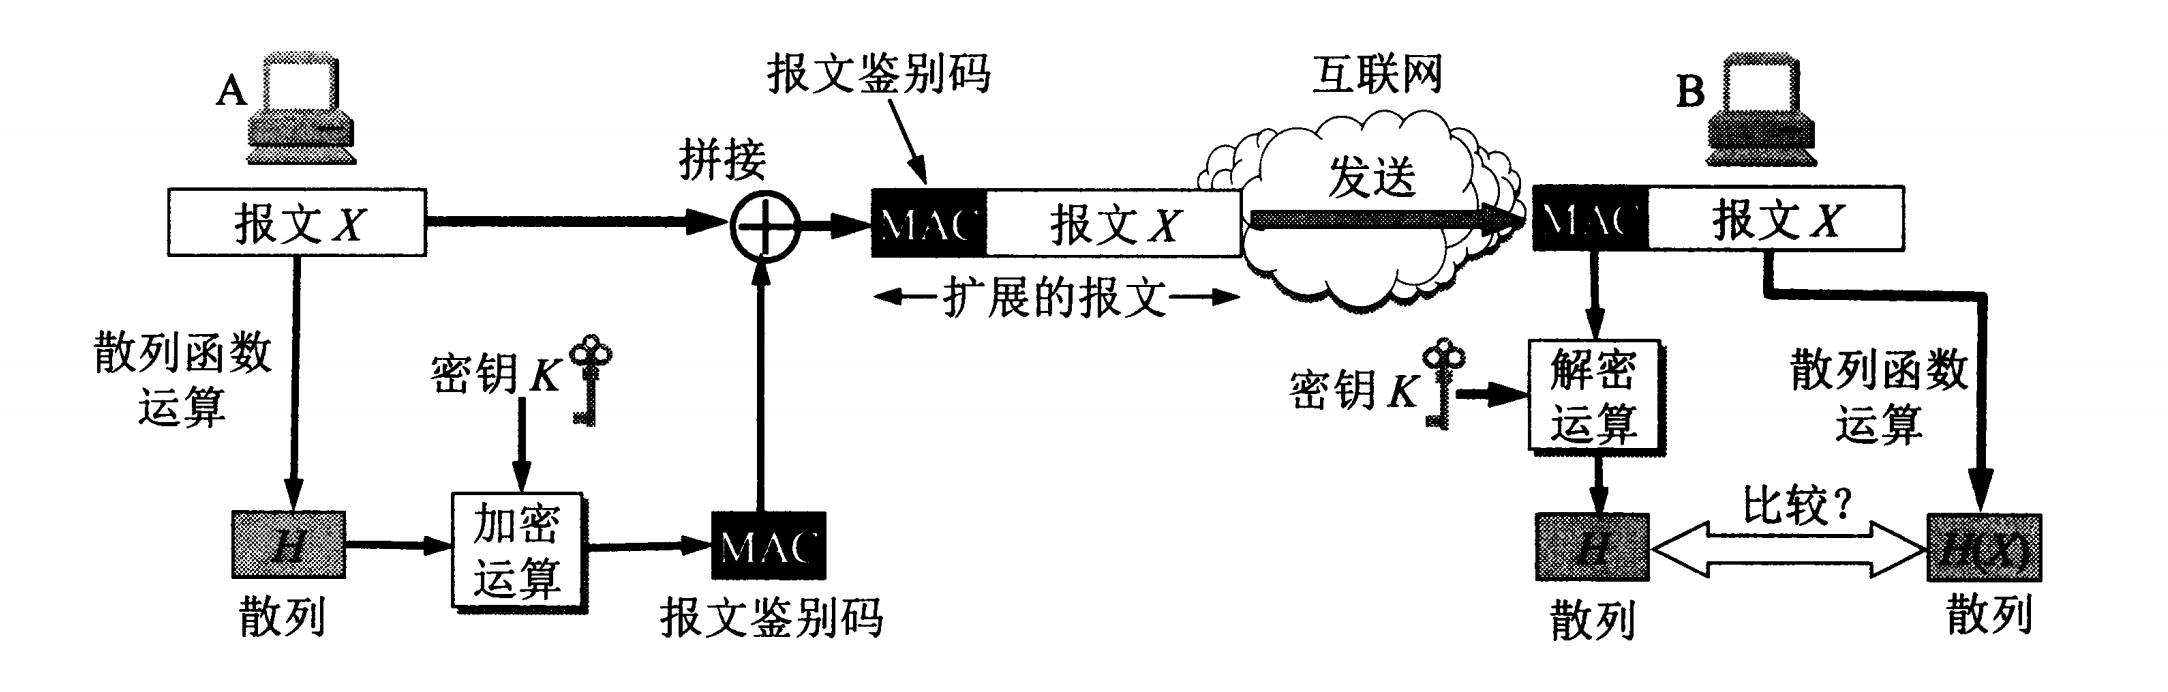 报文鉴别码
互联网
A
B
拼接
发送
报文 X
MAC
报文 X
MAC
报文 X
扩展的报文
散列函数
运算
密钥 K
密钥 K
解密
运算
散列函数
运算
H
加密
运算
MAC
比较?
H
H(X)
散列
报文鉴别码
散列
散列